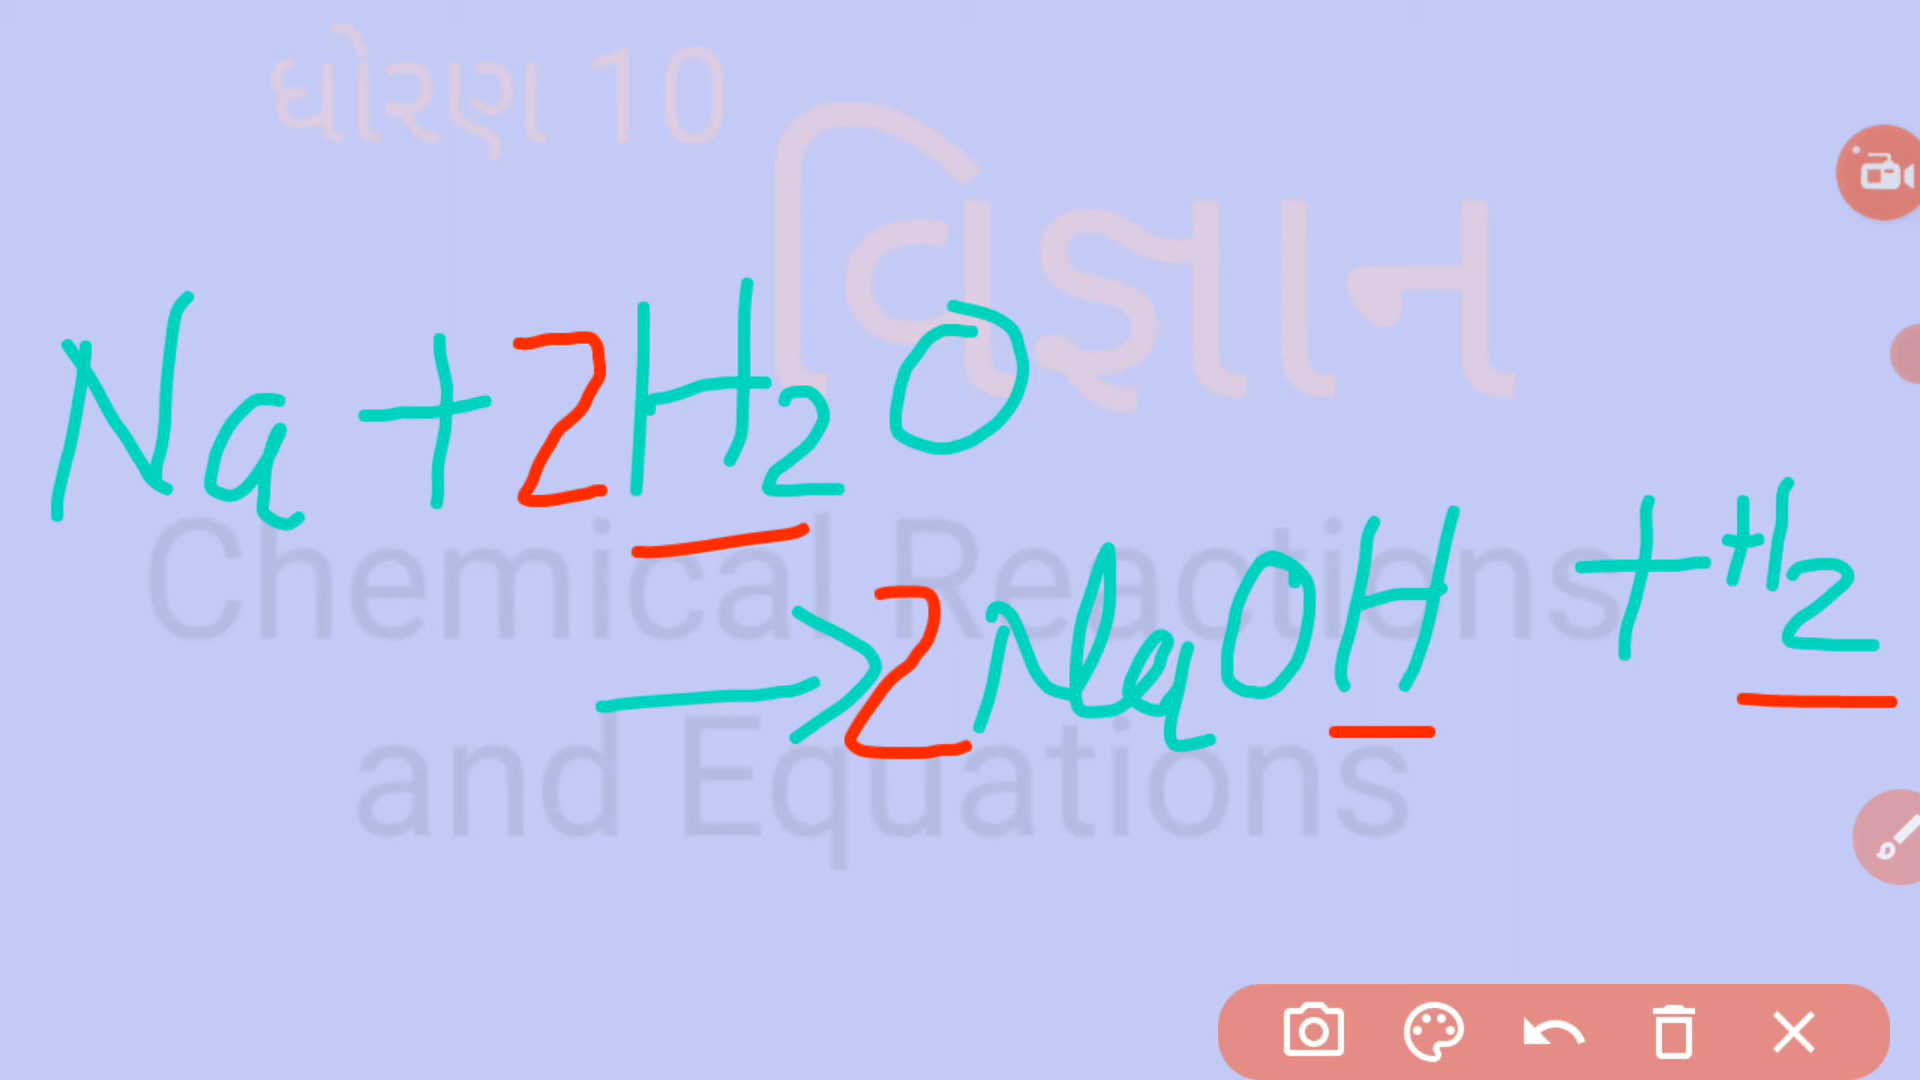 ધોરણ 10
વિજ્ઞાન
Na + 2H₂O
Chemical Reactions
→ 2NaOH + H₂
and Equations